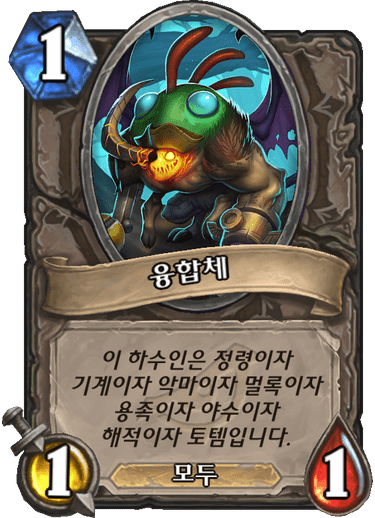 1
융합체
이 하수인은 정령이자
기계이자 악마이자 멀록이자
용족이자 야수이자
해적이자 토템입니다.
1
모두
1